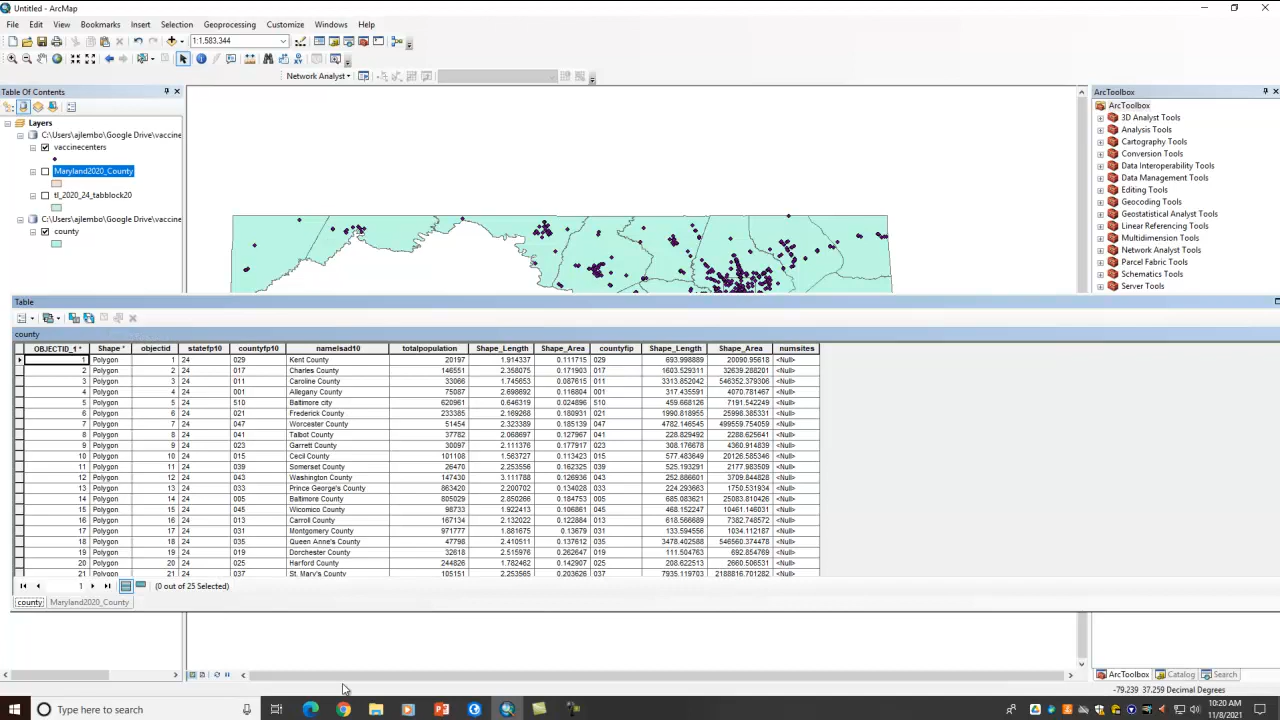 Untitled - ArcMap
File Edit View Bookmarks Insert Selection Geoprocessing Customize Windows Help
1:1,583,344
Network Analyst
Table Of Contents
ArcToolbox
Layers
C:\Users\ajlembo\Google Drive\vaccine
vaccinecenters
Maryland2020_County
tl_2020_24_tabblock20
C:\Users\ajlembo\Google Drive\vaccine
county
ArcToolbox
3D Analyst Tools
Analysis Tools
Cartography Tools
Conversion Tools
Data Interoperability Tools
Data Management Tools
Editing Tools
Geocoding Tools
Geostatistical Analyst Tools
Linear Referencing Tools
Multidimension Tools
Network Analyst Tools
Parcel Fabric Tools
Schematics Tools
Server Tools
Table
county
OBJECTID_1 * Shape * objectid statefp10 countyfp10 namelsad10 totalpopulation Shape_Length Shape_Area countyfip Shape_Length Shape_Area numsites
1 Polygon 1 24 029 Kent County 20197 1.914337 0.111715 029 693.998889 20090.95618 <Null>
2 Polygon 2 24 017 Charles County 146551 2.358075 0.171903 017 1603.529311 32639.288201 <Null>
3 Polygon 3 24 011 Caroline County 33066 1.745653 0.087615 011 3313.852042 546352.379306 <Null>
4 Polygon 4 24 001 Allegany County 75087 2.698692 0.116804 001 317.435591 4070.781467 <Null>
5 Polygon 5 24 510 Baltimore city 620961 0.646319 0.024896 510 459.668126 7191.542249 <Null>
6 Polygon 6 24 021 Frederick County 233385 2.169268 0.180931 021 1990.818955 25998.385331 <Null>
7 Polygon 7 24 047 Worcester County 51454 2.323389 0.185139 047 4782.146545 499559.754059 <Null>
8 Polygon 8 24 041 Talbot County 37782 2.068697 0.127967 041 228.829492 2288.625641 <Null>
9 Polygon 9 24 023 Garrett County 30097 2.111376 0.177917 023 308.176678 4360.914839 <Null>
10 Polygon 10 24 015 Cecil County 101108 1.563727 0.113423 015 577.483649 20126.585346 <Null>
11 Polygon 11 24 039 Somerset County 26470 2.253556 0.162325 039 525.193291 2177.983509 <Null>
12 Polygon 12 24 043 Washington County 147430 3.111788 0.126936 043 252.886601 3709.844828 <Null>
13 Polygon 13 24 033 Prince George's County 863420 2.200702 0.134028 033 224.293663 1750.531934 <Null>
14 Polygon 14 24 005 Baltimore County 805029 2.850266 0.184753 005 685.083621 25083.810426 <Null>
15 Polygon 15 24 045 Wicomico County 98733 1.922413 0.106861 045 468.152247 10461.146031 <Null>
16 Polygon 16 24 013 Carroll County 167134 2.132022 0.122884 013 618.566689 7382.748572 <Null>
17 Polygon 17 24 031 Montgomery County 971777 1.881675 0.13679 031 133.594556 1034.112187 <Null>
18 Polygon 18 24 035 Queen Anne's County 47798 2.410511 0.137612 035 3478.402588 546560.374478 <Null>
19 Polygon 19 24 019 Dorchester County 32618 2.515976 0.262647 019 111.504763 692.854769 <Null>
20 Polygon 20 24 025 Harford County 244826 1.782462 0.142907 025 208.622513 2660.506531 <Null>
21 Polygon 21 24 037 St. Mary's County 105151 2.253565 0.203626 037 7935.119703 2188816.701282 <Null>
1 (0 out of 25 Selected)
county Maryland2020_County
ArcToolbox Catalog Search
-79.239 37.259 Decimal Degrees
Type here to search
10:20 AM
11/8/2021